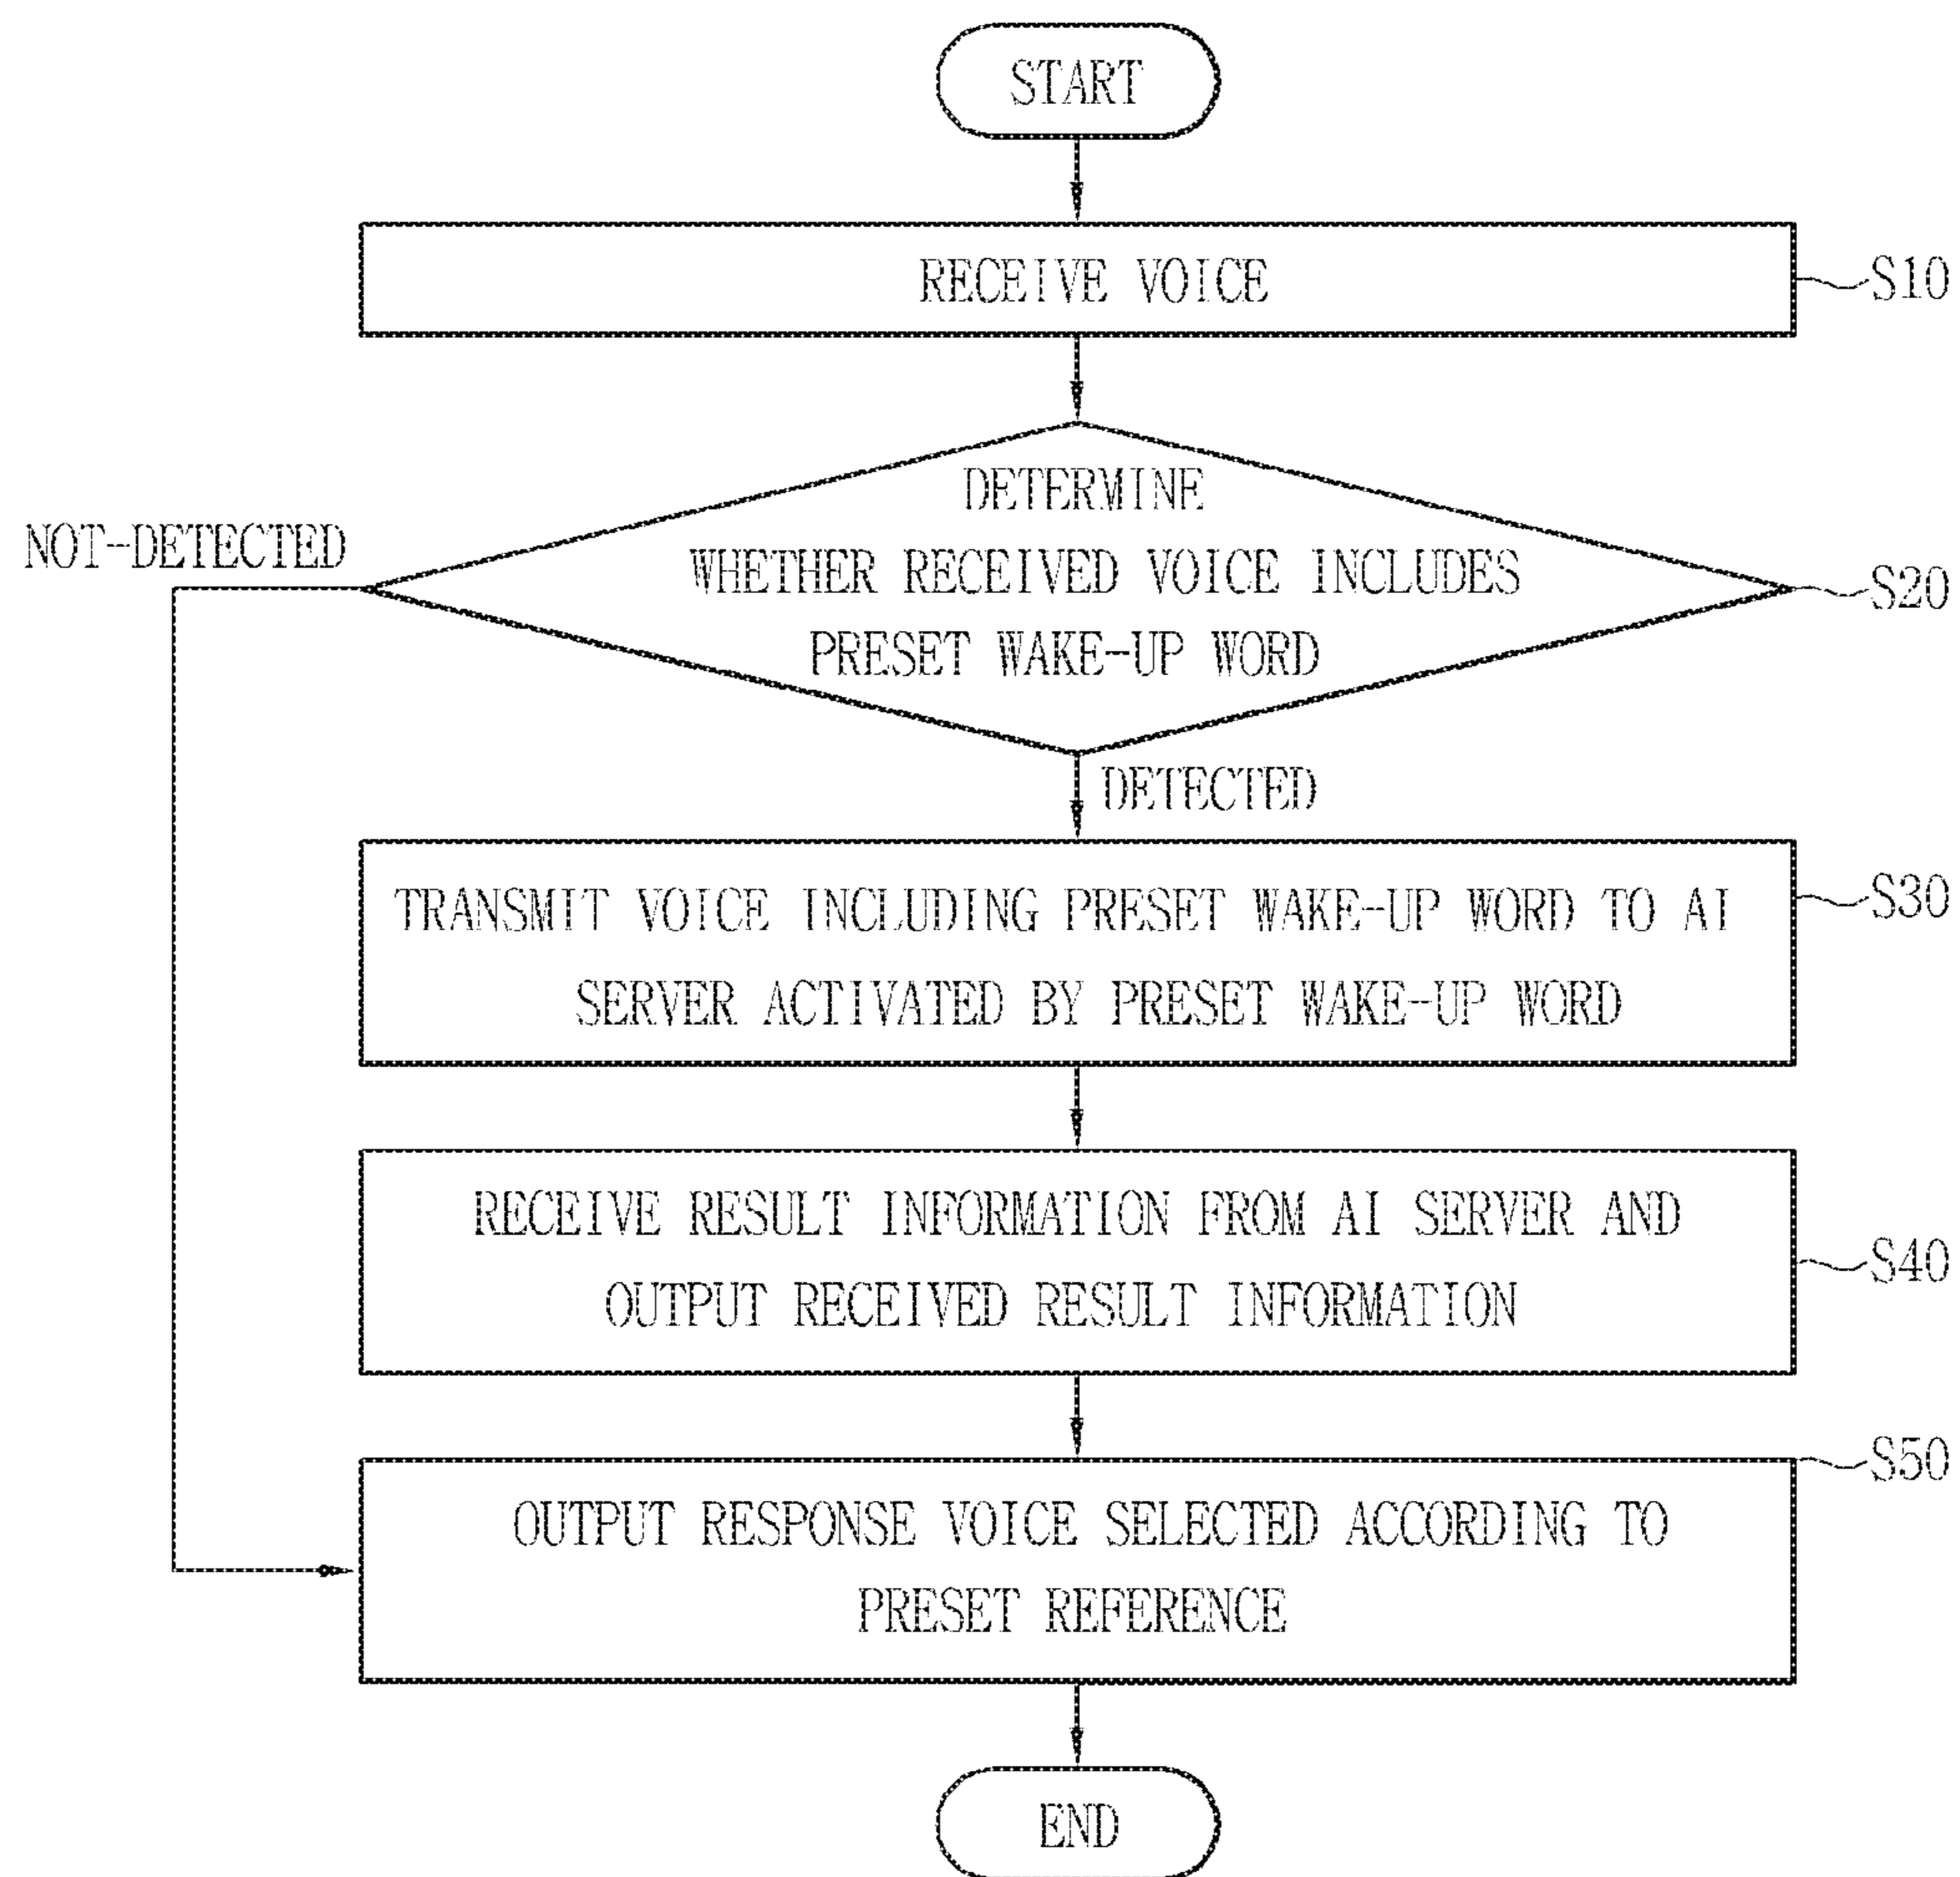 START
RECEIVE VOICE
S10
DETERMINE
WHETHER RECEIVED VOICE INCLUDES
PRESET WAKE-UP WORD
S20
NOT-DETECTED
DETECTED
TRANSMIT VOICE INCLUDING PRESET WAKE-UP WORD TO AI
SERVER ACTIVATED BY PRESET WAKE-UP WORD
S30
RECEIVE RESULT INFORMATION FROM AI SERVER AND
OUTPUT RECEIVED RESULT INFORMATION
S40
OUTPUT RESPONSE VOICE SELECTED ACCORDING TO
PRESET REFERENCE
S50
END